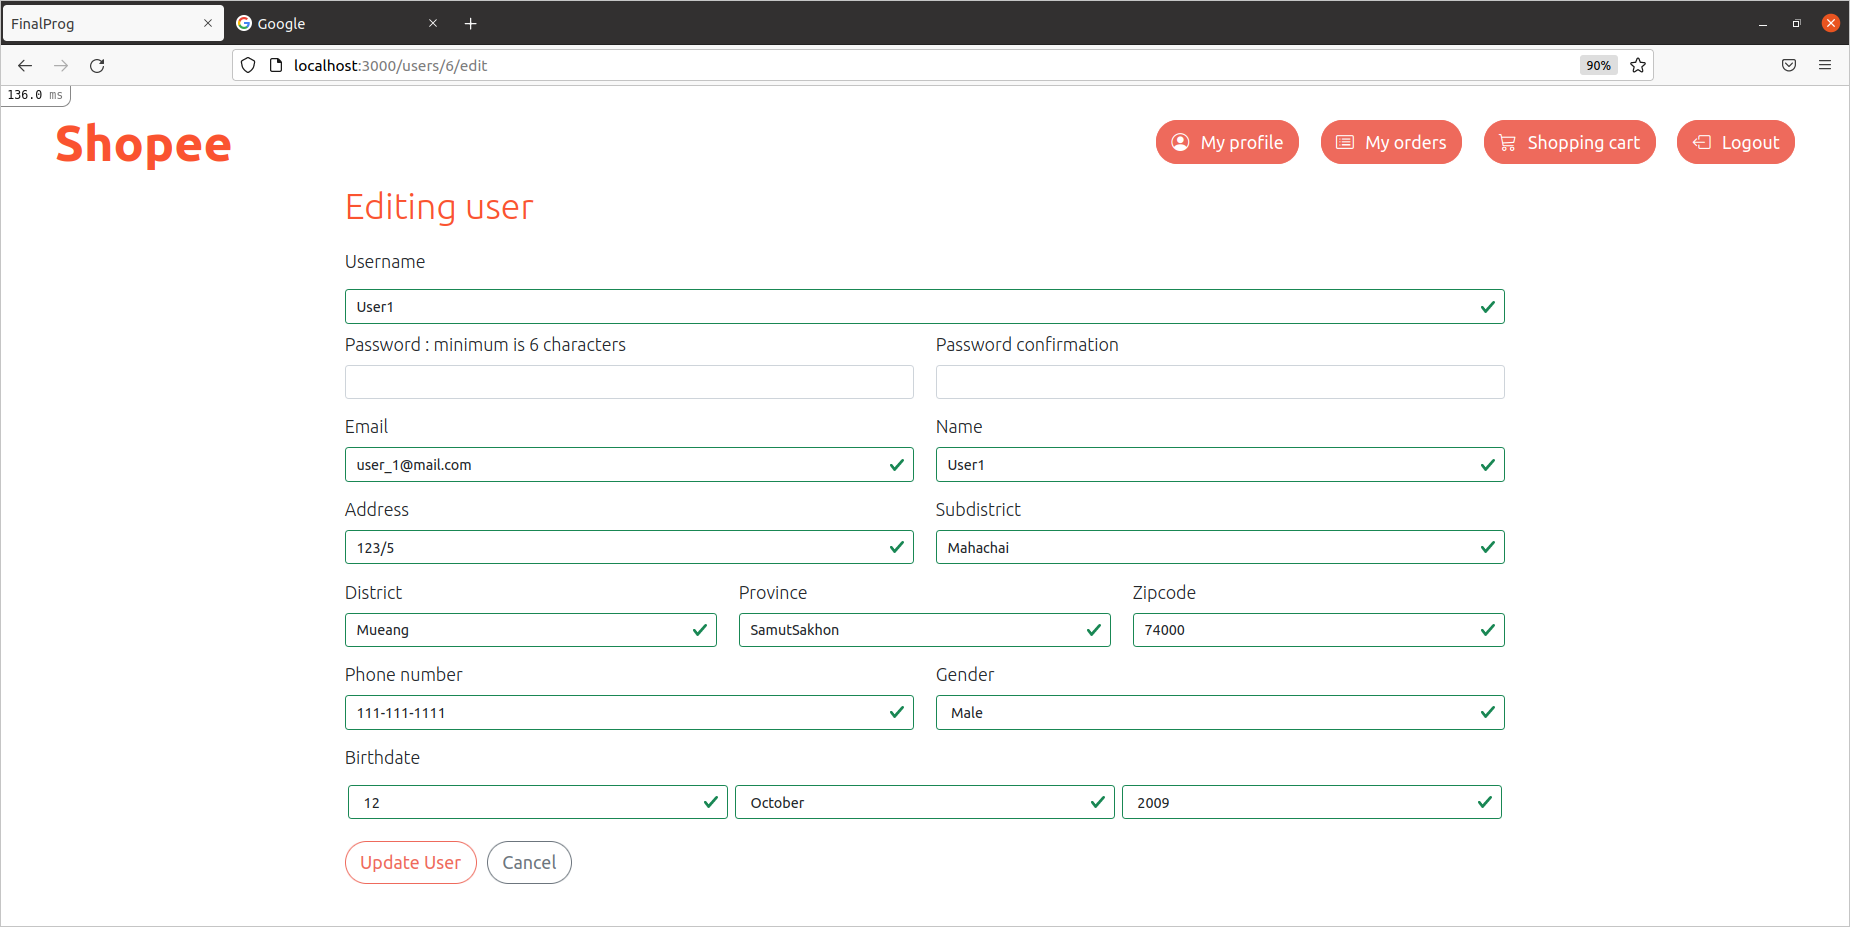 FinalProg
Google
localhost:3000/users/6/edit
90%
136.0 ms
Shopee
My profile
My orders
Shopping cart
Logout
Editing user
Username
User1
Password : minimum is 6 characters
Password confirmation
Email
Name
user_1@mail.com
User1
Address
Subdistrict
123/5
Mahachai
District
Province
Zipcode
Mueang
SamutSakhon
74000
Phone number
Gender
111-111-1111
Male
Birthdate
12
October
2009
Update User
Cancel